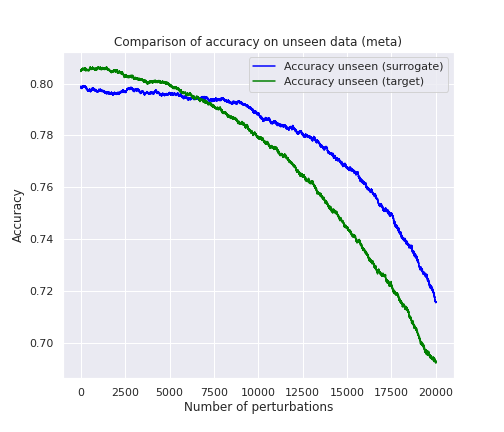 Comparison of accuracy on unseen data (meta)
Accuracy unseen (surrogate)
Accuracy unseen (target)
0.80
0.78
0.76
0.74
0.72
0.70
Accuracy
0 2500 5000 7500 10000 12500 15000 17500 20000
Number of perturbations